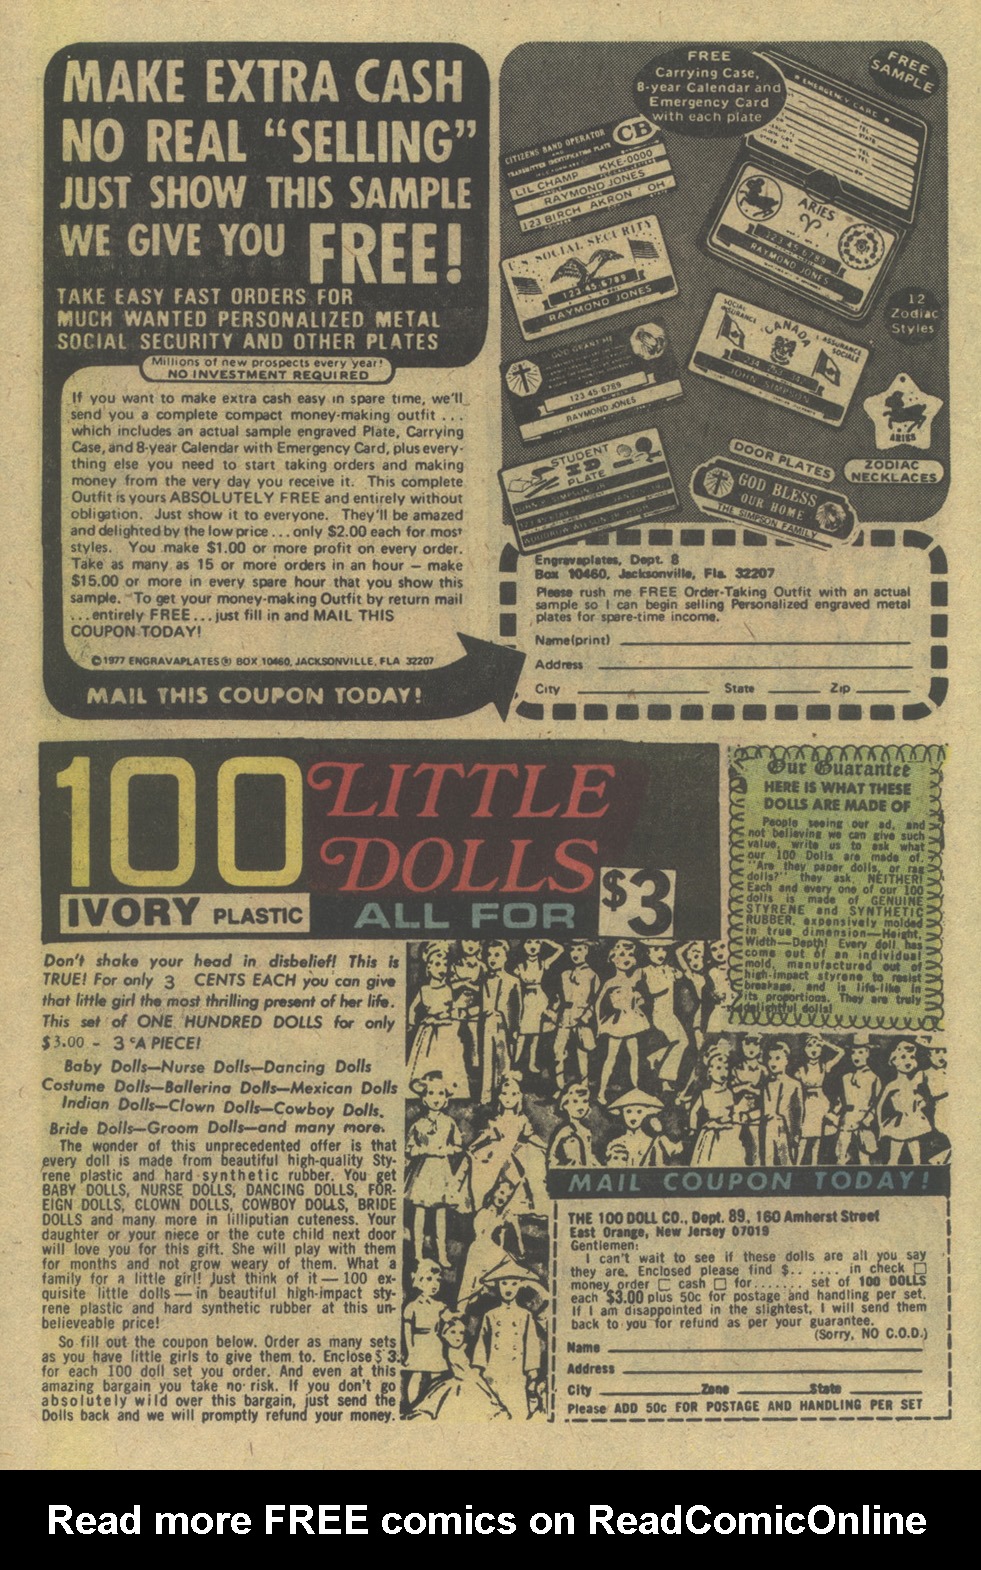 MAKE EXTRA CASH
NO REAL "SELLING"
JUST SHOW THIS SAMPLE
WE GIVE YOU FREE!
TAKE EASY FAST ORDERS FOR
MUCH WANTED PERSONALIZED METAL
SOCIAL SECURITY AND OTHER PLATES
Millions of new prospects every year!
NO INVESTMENT REQUIRED
If you want to make extra cash easy in spare time, we'll
send you a complete compact money-making outfit . . .
which includes an actual sample engraved Plate, Carrying
Case, and 8-year Calendar with Emergency Card, plus every-
thing else you need to start taking orders and making
money from the very day you receive it. This complete
Outfit is yours ABSOLUTELY FREE and entirely without
obligation. Just show it to everyone. They'll be amazed
and delighted by the low price . . . only $2.00 each for most
styles. You make $1.00 or more profit on every order.
Take as many as 15 or more orders in an hour — make
$15.00 or more in every spare hour that you show this
sample. To get your money-making Outfit by return mail
. . . entirely FREE . . . just fill in and MAIL THIS
COUPON TODAY!
©1977 ENGRAVAPLATES® BOX 10460, JACKSONVILLE, FLA 32207
MAIL THIS COUPON TODAY!
FREE
Carrying Case,
8-year Calendar and
Emergency Card
with each plate
FREE
SAMPLE
EMERGENCY CARD
CITIZENS BAND OPERATOR
CB
TRANSMITTER IDENTIFICATION PLATE
LIL CHAMP KKE-0000
RAYMOND JONES
123 BIRCH AKRON OH
ARIES
123 45 6789
RAYMOND JONES
U.S. SOCIAL SECURITY
123 45 6789
RAYMOND JONES
12
Zodiac
Styles
SOCIAL
INSURANCE
CANADA
ASSURANCE
SOCIALE
JOHN SIMPSON
GOD GRANT ME
123 45 6789
RAYMOND JONES
ARIES
STUDENT
ID
PLATE
WOODROW WILSON JR HIGH
DOOR PLATES
ZODIAC
NECKLACES
GOD BLESS
OUR HOME
THE SIMPSON FAMILY
Engravaplates, Dept. 8
Box 10460, Jacksonville, Fla. 32207
Please rush me FREE Order-Taking Outfit with an actual
sample so I can begin selling Personalized engraved metal
plates for spare-time income.
Name(print)
Address
City State Zip
100 LITTLE
DOLLS
IVORY PLASTIC ALL FOR $3
Our Guarantee
HERE IS WHAT THESE
DOLLS ARE MADE OF
People seeing our ad, and
not believing we can give such
value, write us to ask what
our 100 Dolls are made of.
"Are they paper dolls, or rag
dolls?" they ask. NEITHER!
Each and every one of our 100
dolls is made of GENUINE
STYRENE and SYNTHETIC
RUBBER, expensively molded
in true dimension—Height,
Width—Depth! Every doll has
come out of an individual
mold, manufactured out of
high-impact styrene to resist
breakage, and is life-like in
its proportions. They are truly
delightful dolls!
Don't shake your head in disbelief! This is
TRUE! For only 3 CENTS EACH you can give
that little girl the most thrilling present of her life.
This set of ONE HUNDRED DOLLS for only
$3.00 - 3 ¢A PIECE!
Baby Dolls—Nurse Dolls—Dancing Dolls
Costume Dolls—Ballerina Dolls—Mexican Dolls
Indian Dolls—Clown Dolls—Cowboy Dolls.
Bride Dolls—Groom Dolls—and many more.
The wonder of this unprecedented offer is that
every doll is made from beautiful high-quality Sty-
rene plastic and hard synthetic rubber. You get
BABY DOLLS, NURSE DOLLS, DANCING DOLLS, FOR-
EIGN DOLLS, CLOWN DOLLS, COWBOY DOLLS, BRIDE
DOLLS and many more in lilliputian cuteness. Your
daughter or your niece or the cute child next door
will love you for this gift. She will play with them
for months and not grow weary of them. What a
family for a little girl! Just think of it — 100 ex-
quisite little dolls — in beautiful high-impact sty-
rene plastic and hard synthetic rubber at this un-
believeable price!
So fill out the coupon below. Order as many sets
as you have little girls to give them to. Enclose $ 3.
for each 100 doll set you order. And even at this
amazing bargain you take no risk. If you don't go
absolutely wild over this bargain, just send the
Dolls back and we will promptly refund your money.
MAIL COUPON TODAY!
THE 100 DOLL CO., Dept. 89, 160 Amherst Street
East Orange, New Jersey 07019
Gentlemen:
I can't wait to see if these dolls are all you say
they are. Enclosed please find $.. .... in check □
money order □ cash □ for....... set of 100 DOLLS
each $3.00 plus 50c for postage and handling per set.
If I am disappointed in the slightest, I will send them
back to you for refund as per your guarantee.
(Sorry, NO C.O.D.)
Name
Address
City Zone State
Please ADD 50c FOR POSTAGE AND HANDLING PER SET
Read more FREE comics on ReadComicOnline